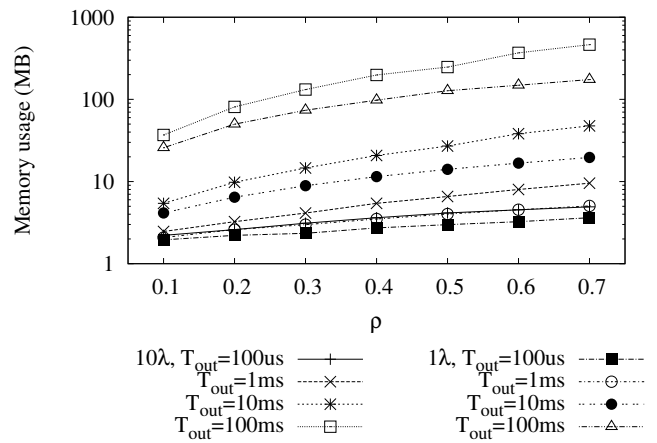 1000
100
10
1
Memory usage (MB)
0.1 0.2 0.3 0.4 0.5 0.6 0.7
ρ
10λ, T_out=100us
T_out=1ms
T_out=10ms
T_out=100ms
1λ, T_out=100us
T_out=1ms
T_out=10ms
T_out=100ms